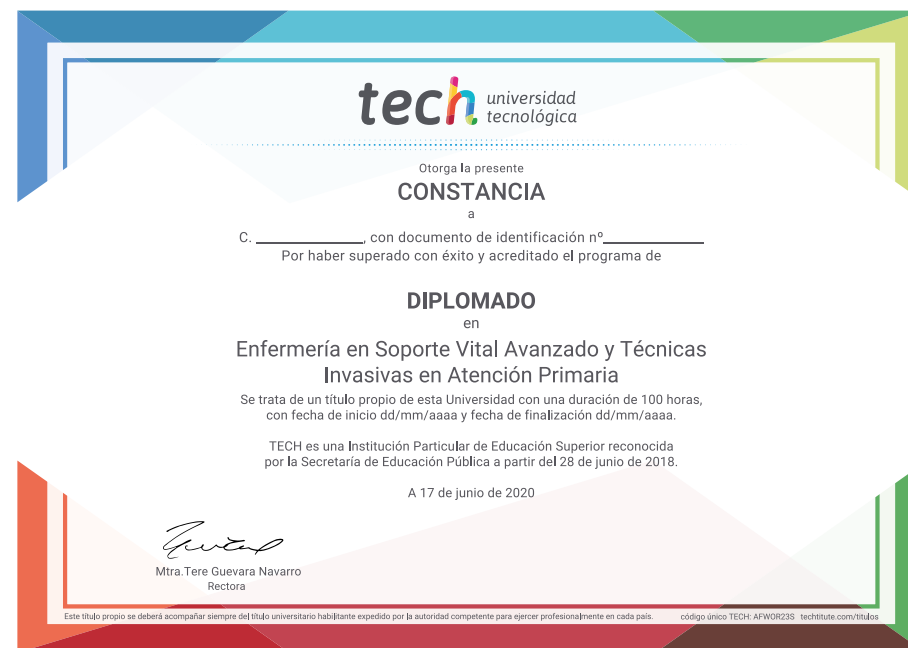 tech universidad
tecnológica
Otorga la presente
CONSTANCIA
a
C. ____________, con documento de identificación nº____________
Por haber superado con éxito y acreditado el programa de
DIPLOMADO
en
Enfermería en Soporte Vital Avanzado y Técnicas
Invasivas en Atención Primaria
Se trata de un título propio de esta Universidad con una duración de 100 horas,
con fecha de inicio dd/mm/aaaa y fecha de finalización dd/mm/aaaa.
TECH es una Institución Particular de Educación Superior reconocida
por la Secretaría de Educación Pública a partir del 28 de junio de 2018.
A 17 de junio de 2020
Mtra.Tere Guevara Navarro
Rectora
Este título propio se deberá acompañar siempre del título universitario habilitante expedido por la autoridad competente para ejercer profesionalmente en cada país. código único TECH: AFWOR23S techtitute.com/titulos